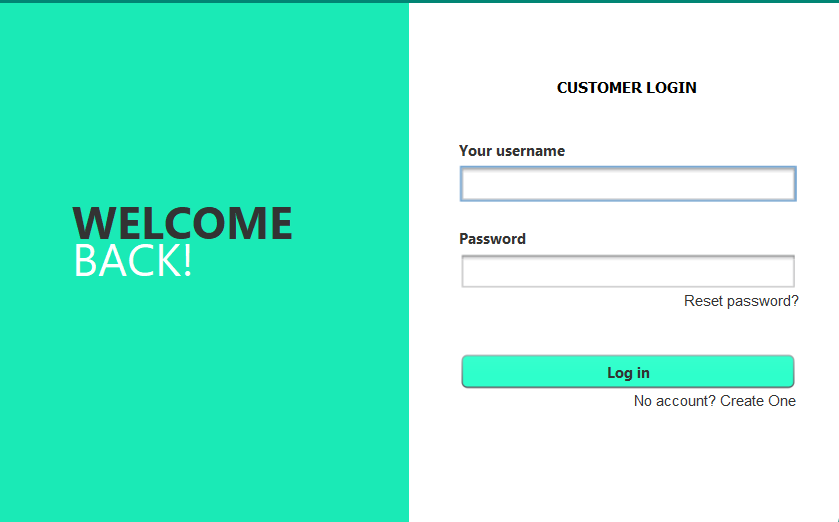 WELCOME
BACK!
CUSTOMER LOGIN
Your username
Password
Reset password?
Log in
No account? Create One